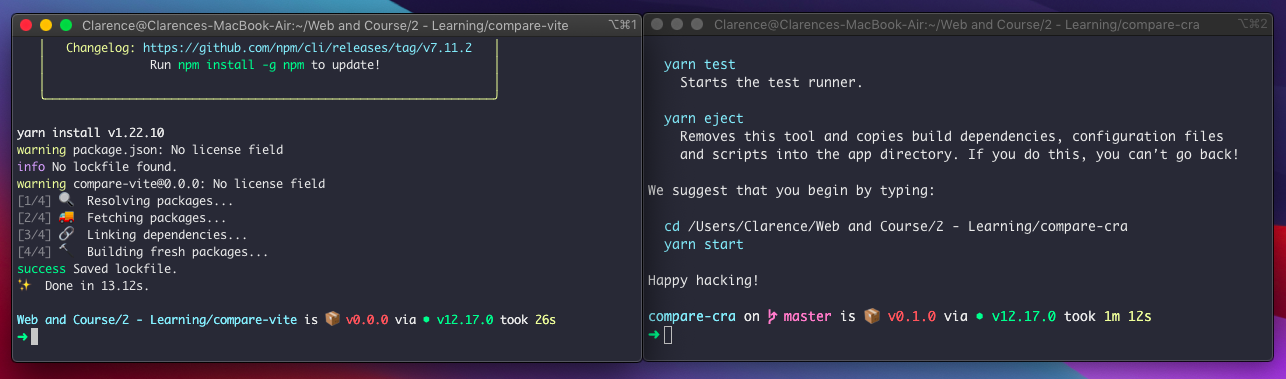 Clarence@Clarences-MacBook-Air:~/Web and Course/2 - Learning/compare-vite ⌥⌘1
Changelog: https://github.com/npm/cli/releases/tag/v7.11.2
Run npm install -g npm to update!
yarn install v1.22.10
warning package.json: No license field
info No lockfile found.
warning compare-vite@0.0.0: No license field
[1/4] 🔍 Resolving packages...
[2/4] 🚚 Fetching packages...
[3/4] 🔗 Linking dependencies...
[4/4] 🔨 Building fresh packages...
success Saved lockfile.
✨ Done in 13.12s.
Web and Course/2 - Learning/compare-vite is 📦 v0.0.0 via ⬢ v12.17.0 took 26s
➜
Clarence@Clarences-MacBook-Air:~/Web and Course/2 - Learning/compare-cra ⌥⌘2
yarn test
Starts the test runner.
yarn eject
Removes this tool and copies build dependencies, configuration files
and scripts into the app directory. If you do this, you can't go back!
We suggest that you begin by typing:
cd /Users/Clarence/Web and Course/2 - Learning/compare-cra
yarn start
Happy hacking!
compare-cra on master is 📦 v0.1.0 via ⬢ v12.17.0 took 1m 12s
➜